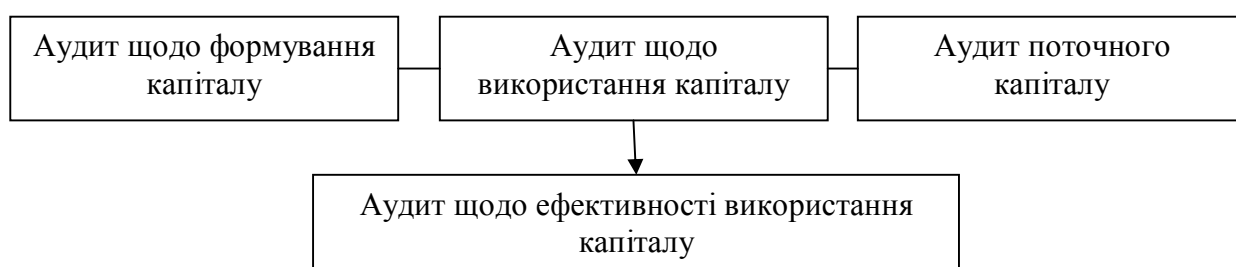 Аудит щодо формування
капіталу
Аудит щодо
використання капіталу
Аудит поточного
капіталу
Аудит щодо ефективності використання
капіталу